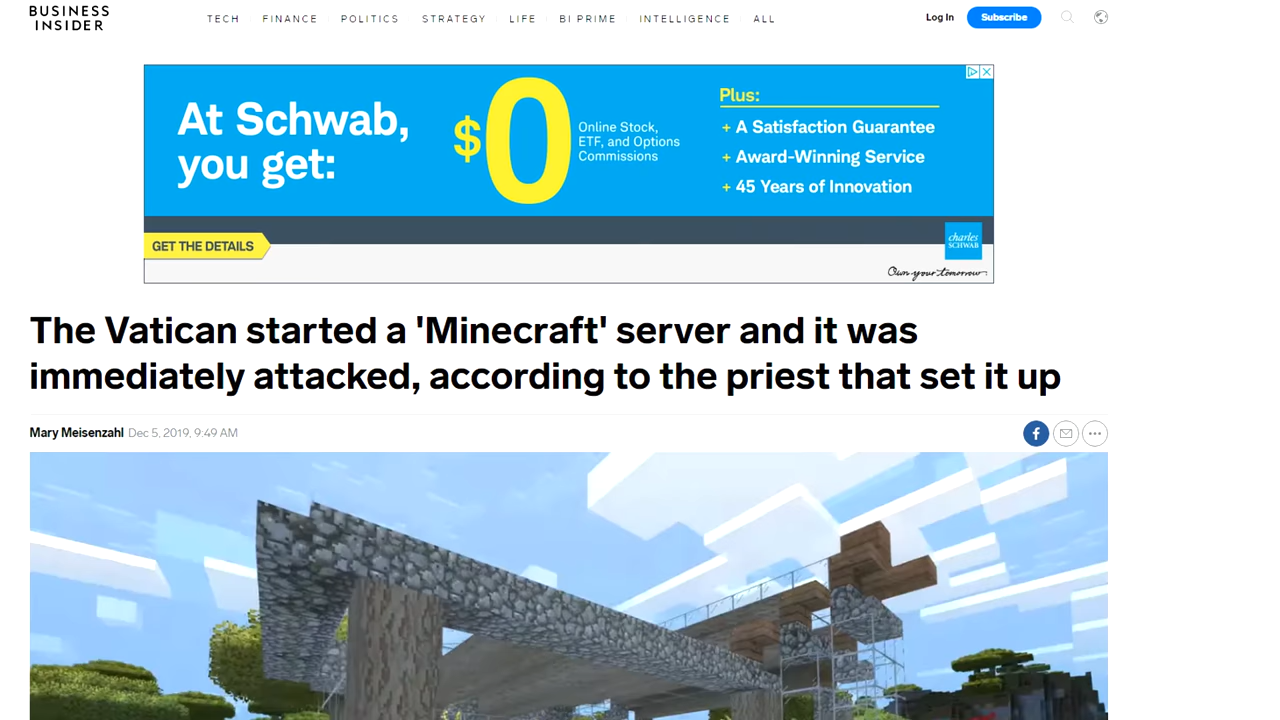 BUSINESS
INSIDER
TECH FINANCE POLITICS STRATEGY LIFE BI PRIME INTELLIGENCE ALL
Log In Subscribe
At Schwab,
you get:
$0
Online Stock,
ETF, and Options
Commissions
Plus:
+ A Satisfaction Guarantee
+ Award-Winning Service
+ 45 Years of Innovation
GET THE DETAILS
charles
SCHWAB
Own your tomorrow
The Vatican started a 'Minecraft' server and it was
immediately attacked, according to the priest that set it up
Mary Meisenzahl Dec 5, 2019, 9:49 AM